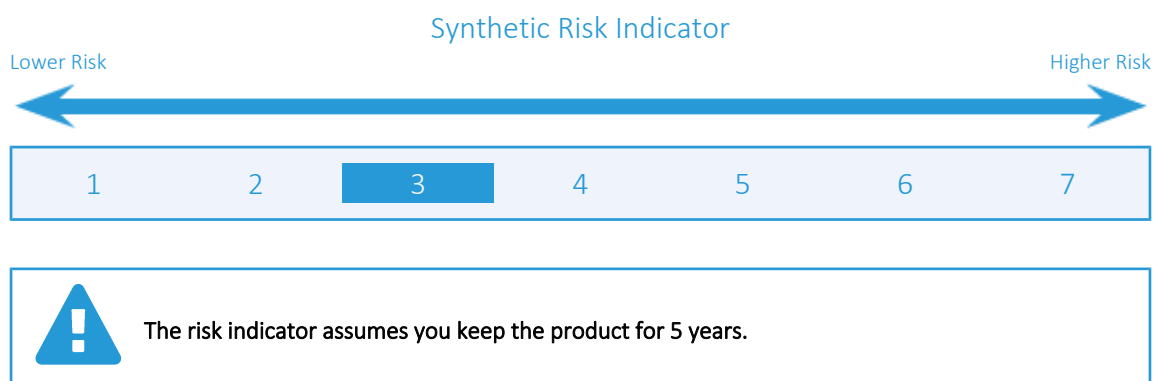 Synthetic Risk Indicator
Lower Risk Higher Risk
1 2 3 4 5 6 7
The risk indicator assumes you keep the product for 5 years.